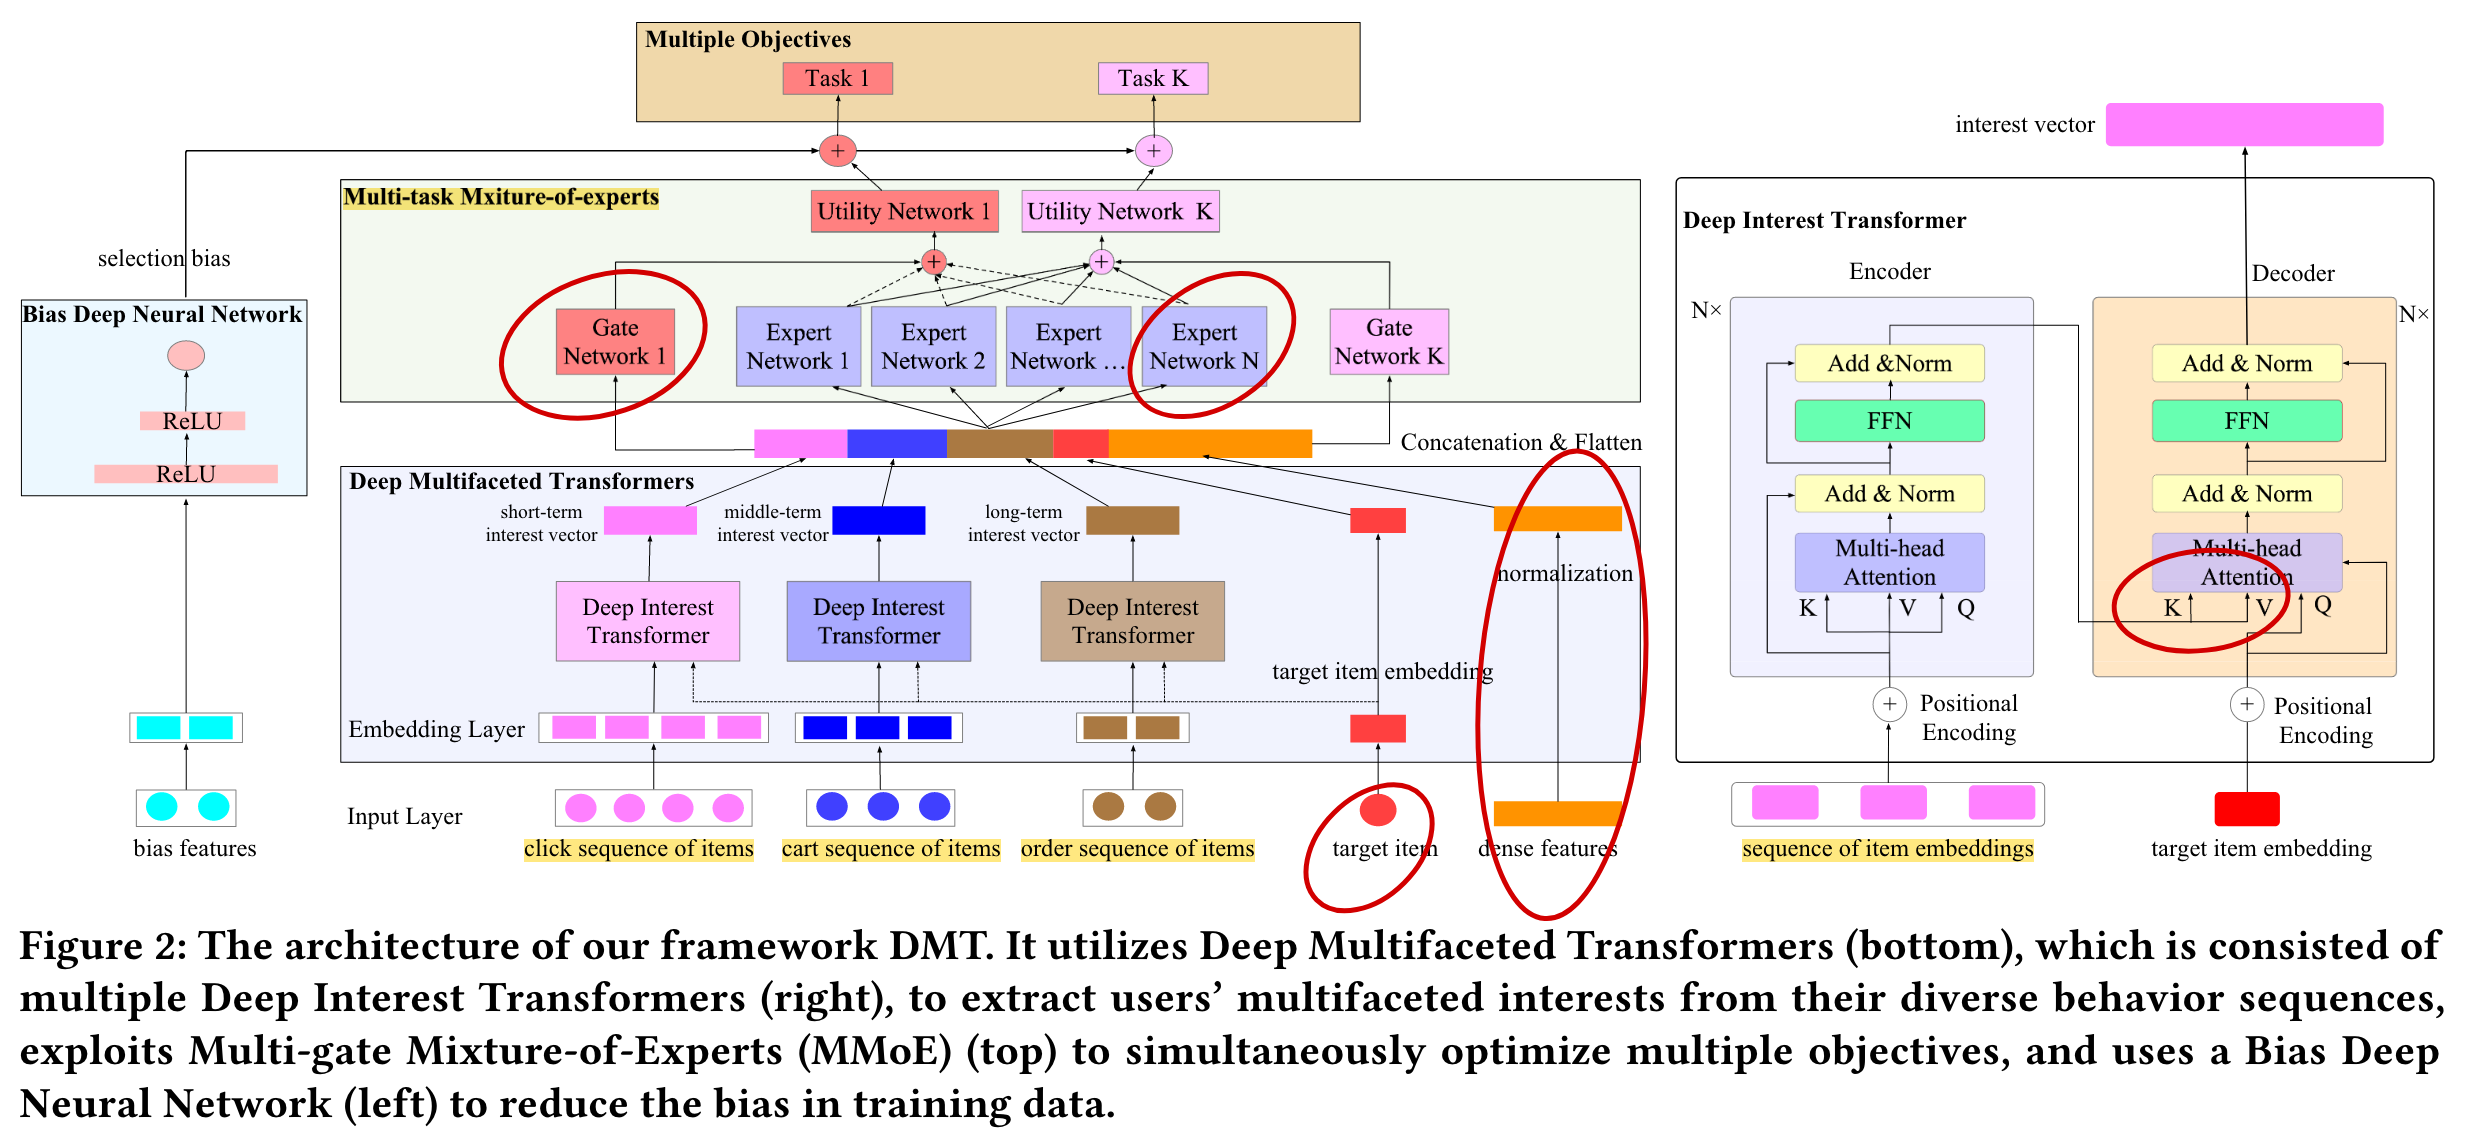 Multiple Objectives
Task 1
Task K
+
+
Multi-task Mxiture-of-experts
Utility Network 1
Utility Network K
+
+
Gate
Network 1
Expert
Network 1
Expert
Network 2
Expert
Network ...
Expert
Network N
Gate
Network K
selection bias
Bias Deep Neural Network
ReLU
ReLU
bias features
Concatenation & Flatten
Deep Multifaceted Transformers
short-term
interest vector
middle-term
interest vector
long-term
interest vector
normalization
Deep Interest
Transformer
Deep Interest
Transformer
Deep Interest
Transformer
target item embedding
Embedding Layer
Input Layer
click sequence of items
cart sequence of items
order sequence of items
target item
dense features
interest vector
Deep Interest Transformer
Encoder
Decoder
N×
N×
Add &Norm
FFN
Add & Norm
Multi-head
Attention
K
V
Q
+
Positional
Encoding
sequence of item embeddings
Add & Norm
FFN
Add & Norm
Multi-head
Attention
K
V
Q
+
Positional
Encoding
target item embedding
Figure 2: The architecture of our framework DMT. It utilizes Deep Multifaceted Transformers (bottom), which is consisted of
multiple Deep Interest Transformers (right), to extract users’ multifaceted interests from their diverse behavior sequences,
exploits Multi-gate Mixture-of-Experts (MMoE) (top) to simultaneously optimize multiple objectives, and uses a Bias Deep
Neural Network (left) to reduce the bias in training data.